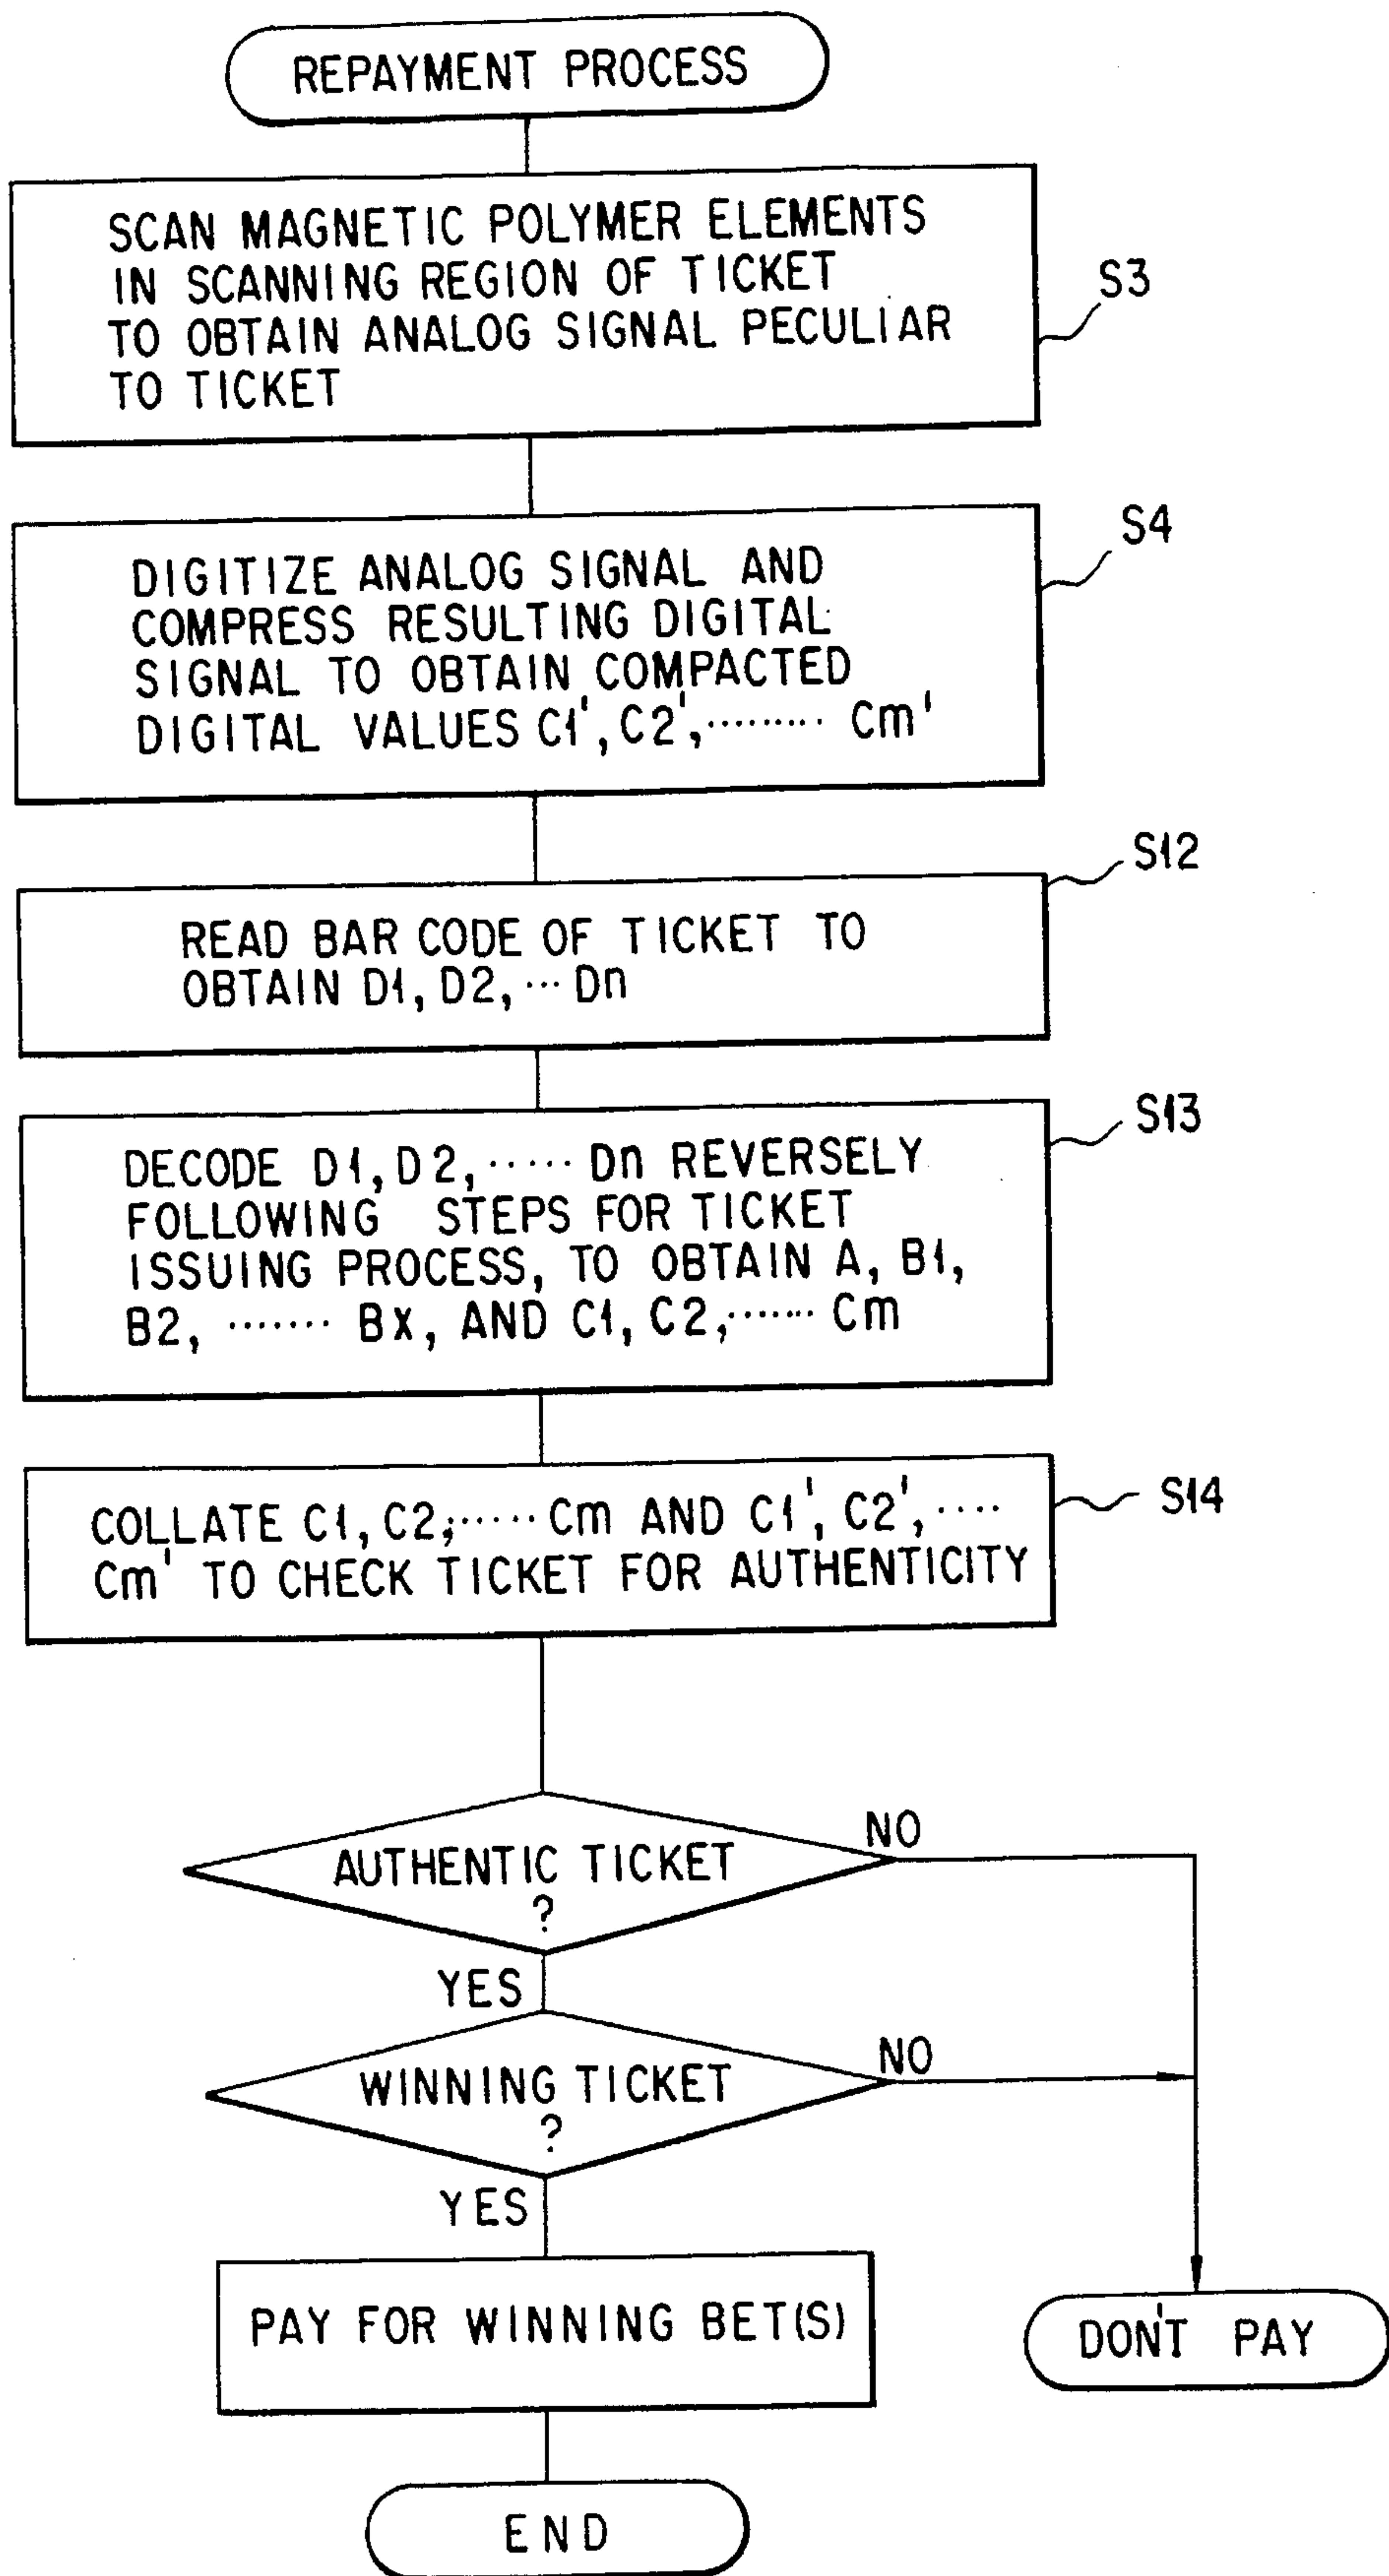 REPAYMENT PROCESS
SCAN MAGNETIC POLYMER ELEMENTS
IN SCANNING REGION OF TICKET
TO OBTAIN ANALOG SIGNAL PECULIAR
TO TICKET
S3
DIGITIZE ANALOG SIGNAL AND
COMPRESS RESULTING DIGITAL
SIGNAL TO OBTAIN COMPACTED
DIGITAL VALUES C1', C2', ········· Cm'
S4
READ BAR CODE OF TICKET TO
OBTAIN D1, D2, ··· Dn
S12
DECODE D1, D2, ····· Dn REVERSELY
FOLLOWING STEPS FOR TICKET
ISSUING PROCESS, TO OBTAIN A, B1,
B2, ······· Bx, AND C1, C2, ······· Cm
S13
COLLATE C1, C2, ····· Cm AND C1', C2', ····
Cm' TO CHECK TICKET FOR AUTHENTICITY
S14
AUTHENTIC TICKET
?
NO
YES
WINNING TICKET
?
NO
YES
PAY FOR WINNING BET(S)
DON'T PAY
END